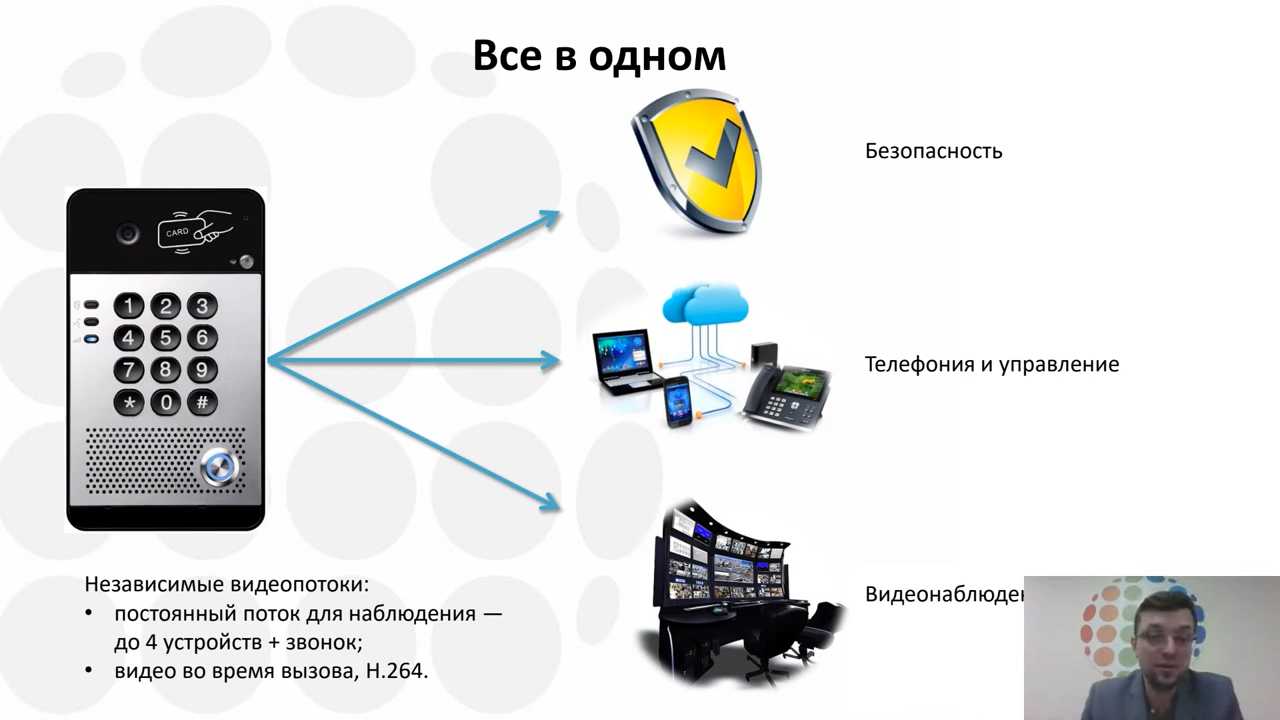 Все в одном
Безопасность
CARD
1 2 3
4 5 6
7 8 9
* 0 #
Телефония и управление
Независимые видеопотоки:
• постоянный поток для наблюдения —
до 4 устройств + звонок;
• видео во время вызова, H.264.